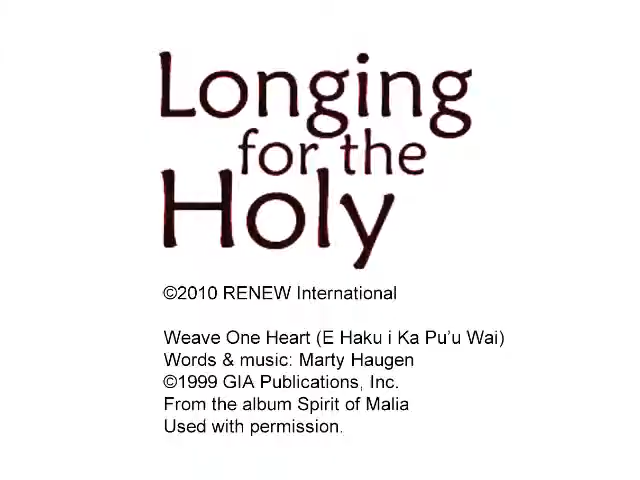 Longing
for the
Holy
©2010 RENEW International
Weave One Heart (E Haku i Ka Pu'u Wai)
Words & music: Marty Haugen
©1999 GIA Publications, Inc.
From the album Spirit of Malia
Used with permission.